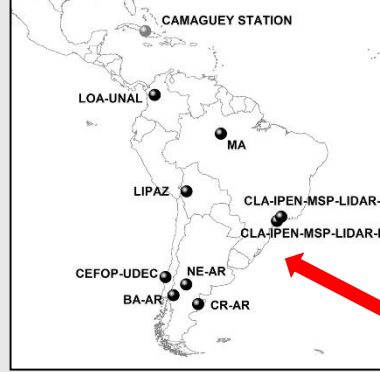 CAMAGUEY STATION
LOA-UNAL
MA
LIPAZ
CLA-IPEN-MSP-LIDAR-
CLA-IPEN-MSP-LIDAR-
CEFOP-UDEC
NE-AR
BA-AR
CR-AR